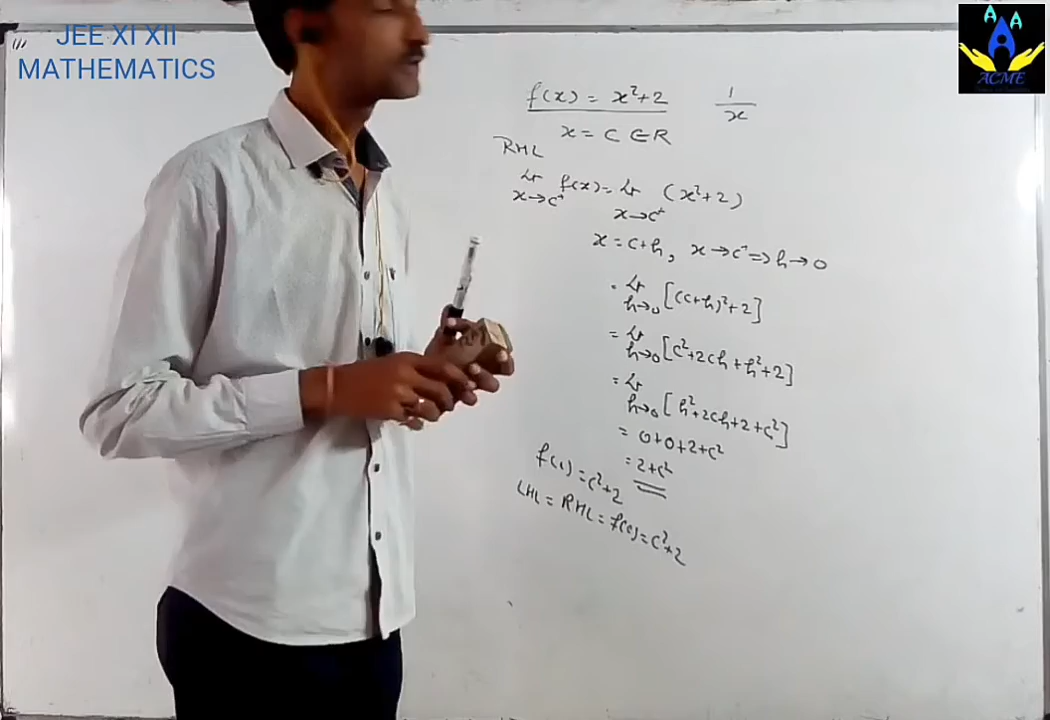 JEE XI XII
MATHEMATICS
A A
ACME
f(x) = x²+2
1/x
x = C ∈ R
RHL
Lt x→c⁺ f(x) = Lt x→c⁺ (x²+2)
x = c+h, x→c⁺ => h→0
= Lt h→0 [(c+h)²+2]
= Lt h→0 [c²+2ch+h²+2]
= Lt h→0 [h²+2ch+2+c²]
= 0+0+2+c²
= 2+c²
f(c) = c²+2
LHL = RHL = f(c) = c²+2